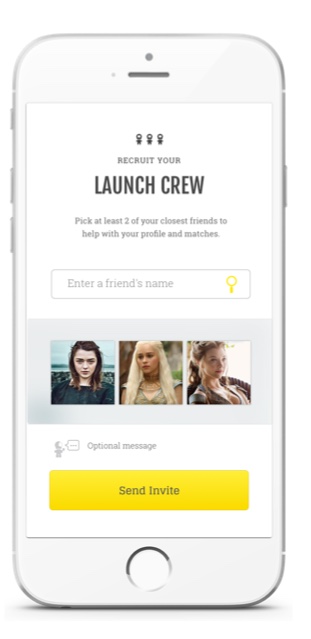 RECRUIT YOUR
LAUNCH CREW
Pick at least 2 of your closest friends to
help with your profile and matches.
Enter a friend's name
Optional message
Send Invite